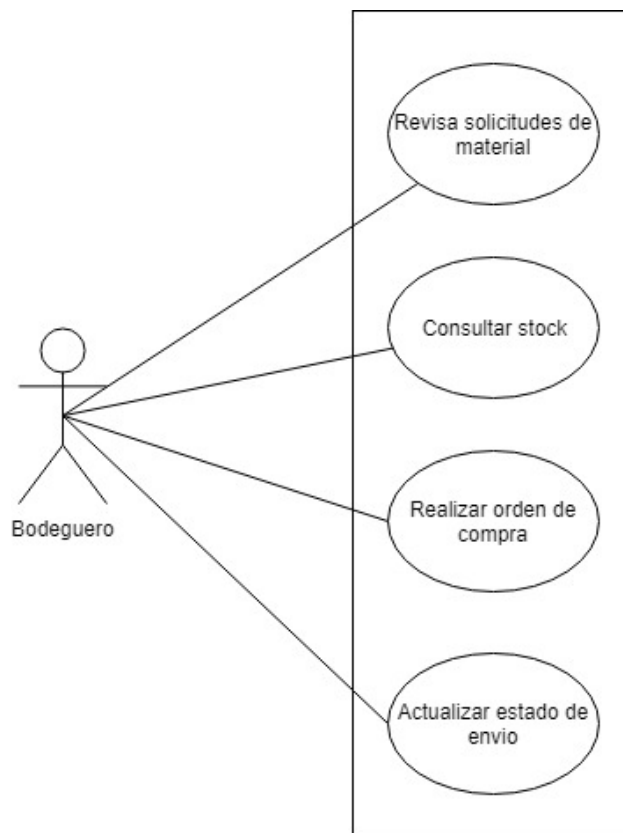 Revisa solicitudes de
material
Consultar stock
Bodeguero
Realizar orden de
compra
Actualizar estado de
envio